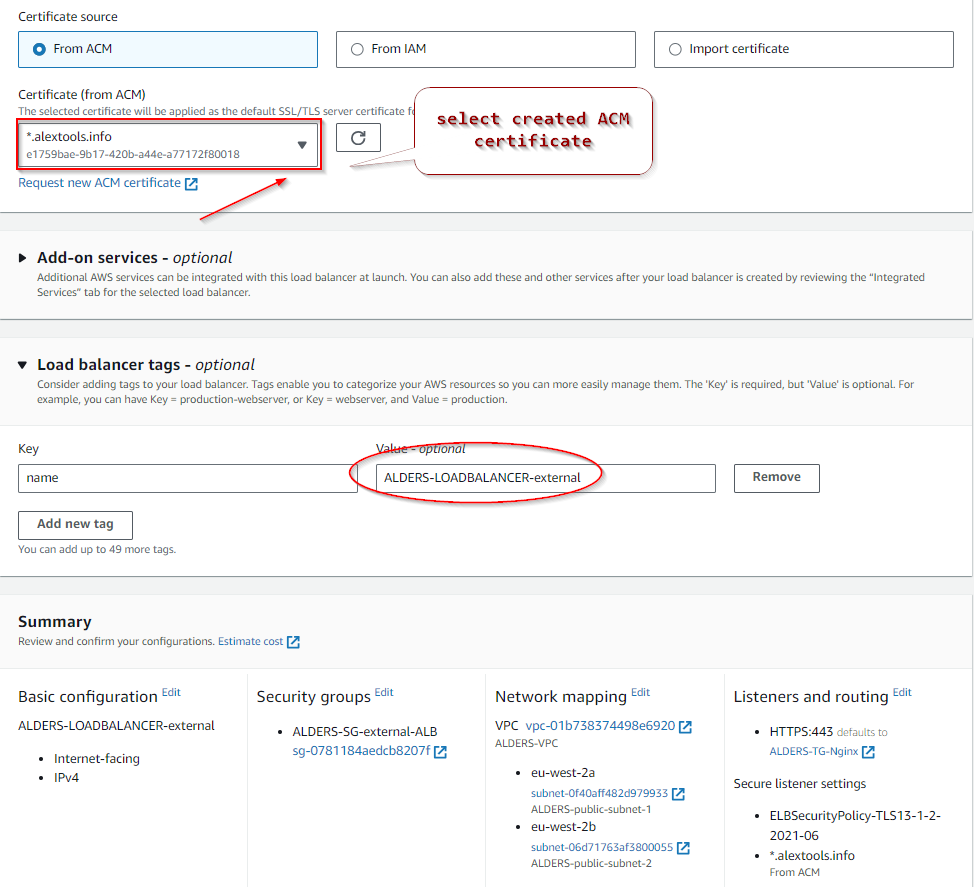 Certificate source
From ACM
From IAM
Import certificate
Certificate (from ACM)
The selected certificate will be applied as the default SSL/TLS server certificate
*.alextools.info
e1759bae-9b17-420b-a44e-a77172f80018
select created ACM
certificate
Request new ACM certificate
Add-on services - optional
Additional AWS services can be integrated with this load balancer at launch. You can also add these and other services after your load balancer is created by reviewing the “Integrated
Services” tab for the selected load balancer.
Load balancer tags - optional
Consider adding tags to your load balancer. Tags enable you to categorize your AWS resources so you can more easily manage them. The 'Key' is required, but 'Value' is optional. For
example, you can have Key = production-webserver, or Key = webserver, and Value = production.
Key
Value - optional
name
ALDERS-LOADBALANCER-external
Remove
Add new tag
You can add up to 49 more tags.
Summary
Review and confirm your configurations. Estimate cost
Basic configuration Edit
ALDERS-LOADBALANCER-external
Internet-facing
IPv4
Security groups Edit
ALDERS-SG-external-ALB
sg-0781184aedcb8207f
Network mapping Edit
VPC vpc-01b738374498e6920
ALDERS-VPC
eu-west-2a
subnet-0f40aff482d979933
ALDERS-public-subnet-1
eu-west-2b
subnet-06d71763af3800055
ALDERS-public-subnet-2
Listeners and routing Edit
HTTPS:443 defaults to
ALDERS-TG-Nginx
Secure listener settings
ELBSecurityPolicy-TLS13-1-2-
2021-06
*.alextools.info
From ACM